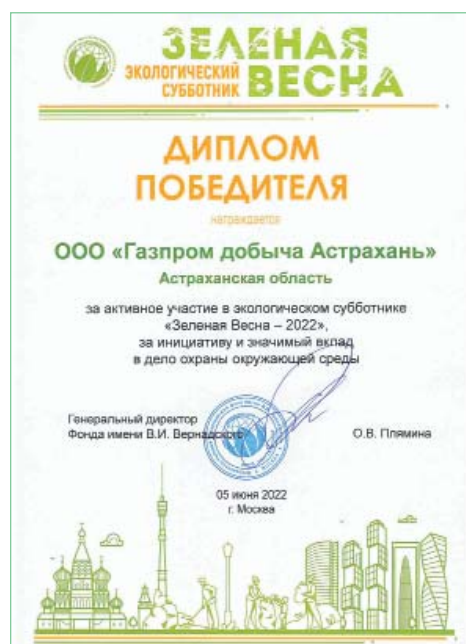 ЗЕЛЕНАЯ
ЭКОЛОГИЧЕСКИЙ
СУББОТНИК
ВЕСНА
ДИПЛОМ
ПОБЕДИТЕЛЯ
награждается
ООО «Газпром добыча Астрахань»
Астраханская область
за активное участие в экологическом субботнике
«Зеленая Весна – 2022»,
за инициативу и значимый вклад
в дело охраны окружающей среды
Генеральный директор
Фонда имени В.И. Вернадского
О.В. Плямина
05 июня 2022
г. Москва